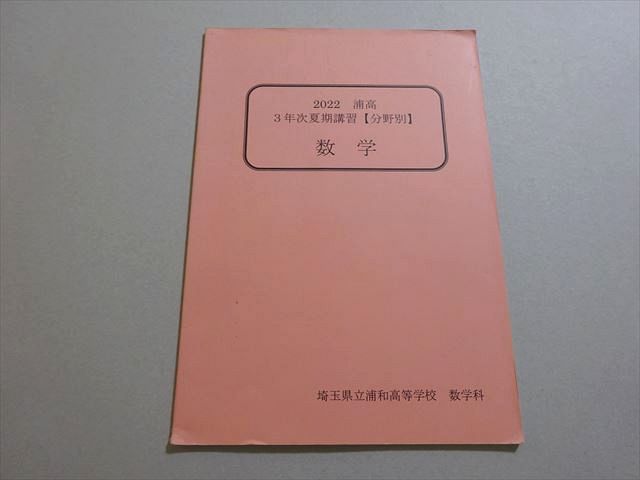 2022　浦高
３年次夏期講習【分野別】
数　学
埼玉県立浦和高等学校　数学科